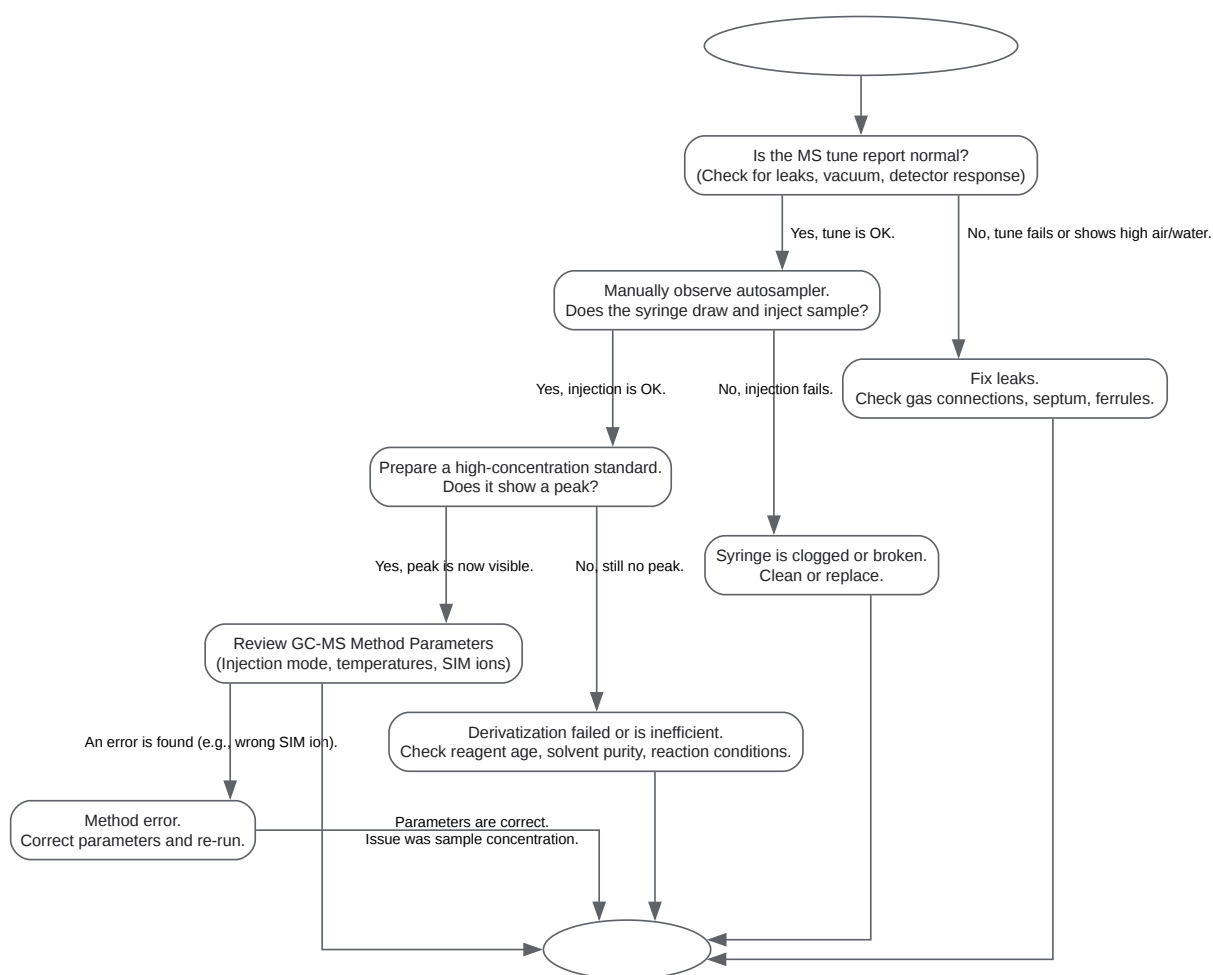 Is the MS tune report normal?
(Check for leaks, vacuum, detector response)
Yes, tune is OK.
No, tune fails or shows high air/water.
Manually observe autosampler.
Does the syringe draw and inject sample?
Yes, injection is OK.
No, injection fails.
Fix leaks.
Check gas connections, septum, ferrules.
Prepare a high-concentration standard.
Does it show a peak?
Yes, peak is now visible.
No, still no peak.
Syringe is clogged or broken.
Clean or replace.
Review GC-MS Method Parameters
(Injection mode, temperatures, SIM ions)
An error is found (e.g., wrong SIM ion).
Derivatization failed or is inefficient.
Check reagent age, solvent purity, reaction conditions.
Method error.
Correct parameters and re-run.
Parameters are correct.
Issue was sample concentration.